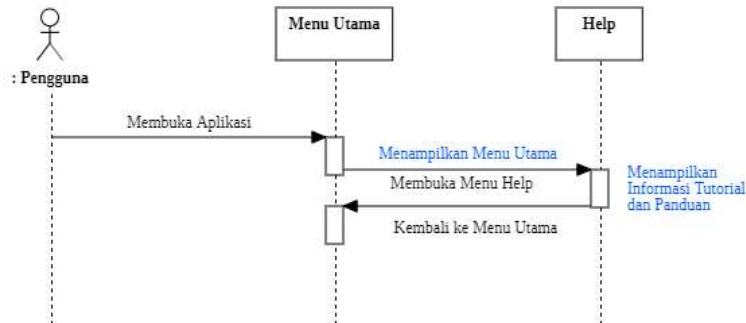 Menu Utama
Help
: Pengguna
Membuka Aplikasi
Menampilkan Menu Utama
Membuka Menu Help
Menampilkan
Informasi Tutorial
dan Panduan
Kembali ke Menu Utama